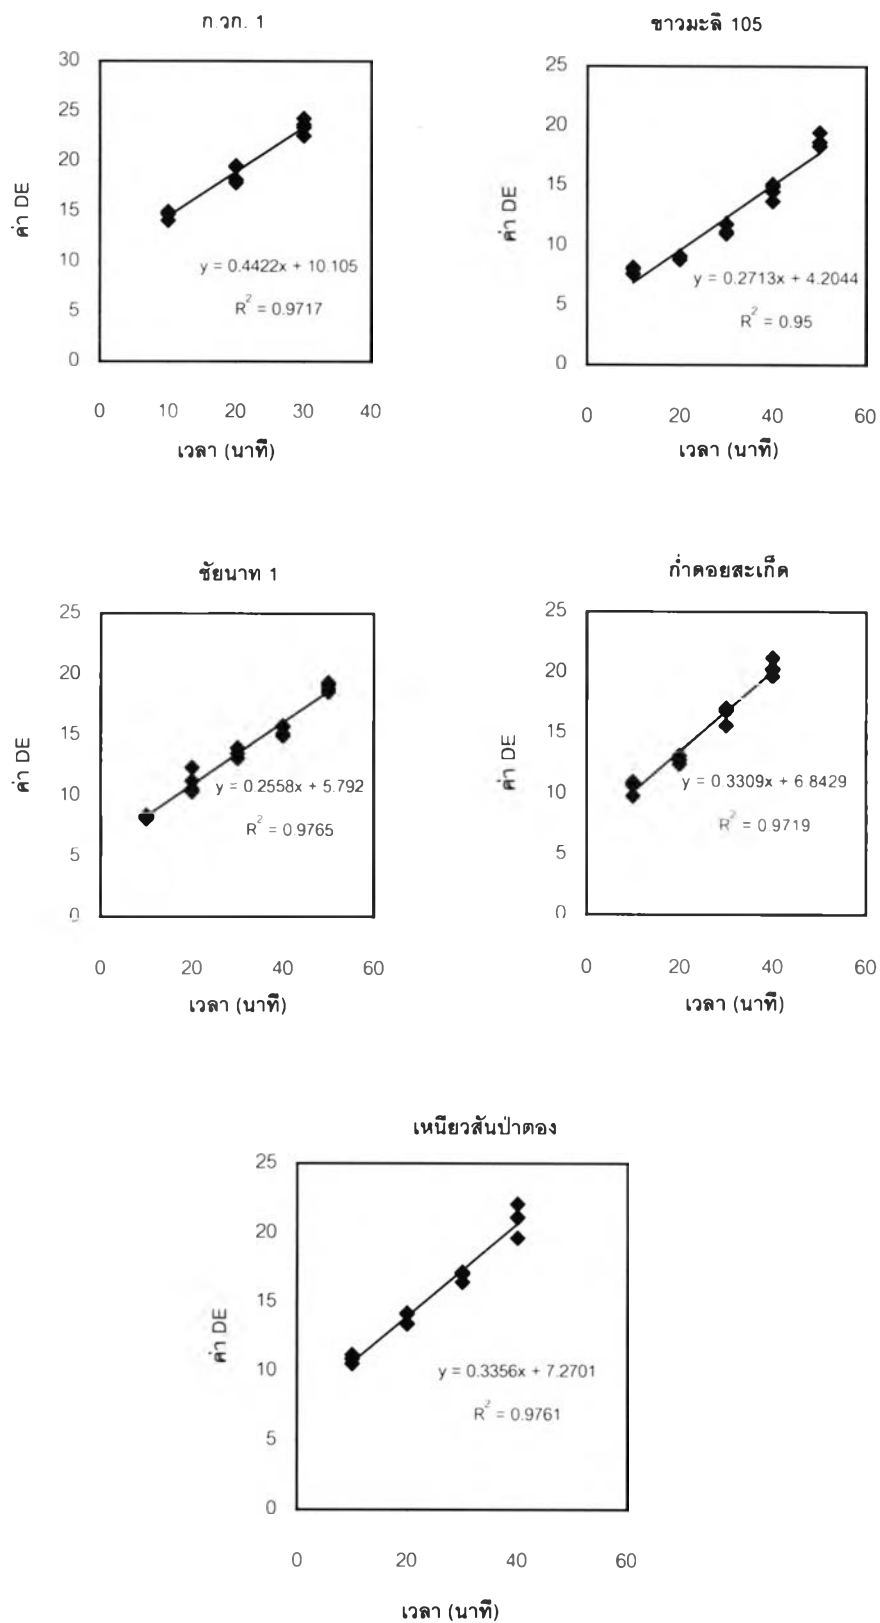 ก.วก. 1
30
25
20
15
10
5
0
ค่า DE
y = 0.4422x + 10.105
R² = 0.9717
0 10 20 30 40
เวลา (นาที)
ขาวมะลิ 105
25
20
15
10
5
0
ค่า DE
y = 0.2713x + 4.2044
R² = 0.95
0 20 40 60
เวลา (นาที)
ชัยนาท 1
25
20
15
10
5
0
ค่า DE
y = 0.2558x + 5.792
R² = 0.9765
0 20 40 60
เวลา (นาที)
ก่ำดอยสะเก็ด
25
20
15
10
5
0
ค่า DE
y = 0.3309x + 6.8429
R² = 0.9719
0 20 40 60
เวลา (นาที)
เหนียวสันป่าตอง
25
20
15
10
5
0
ค่า DE
y = 0.3356x + 7.2701
R² = 0.9761
0 20 40 60
เวลา (นาที)